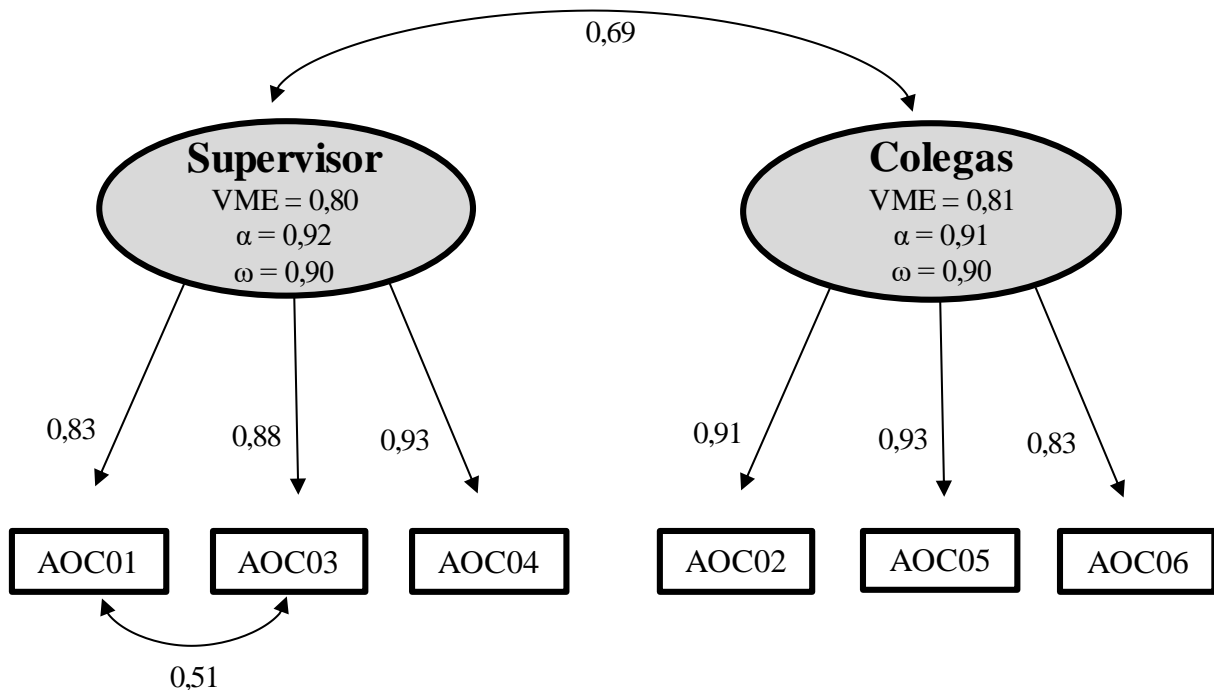 0,69
Supervisor
VME = 0,80
α = 0,92
ω = 0,90
Colegas
VME = 0,81
α = 0,91
ω = 0,90
0,83
0,88
0,93
0,91
0,93
0,83
AOC01
AOC03
AOC04
AOC02
AOC05
AOC06
0,51